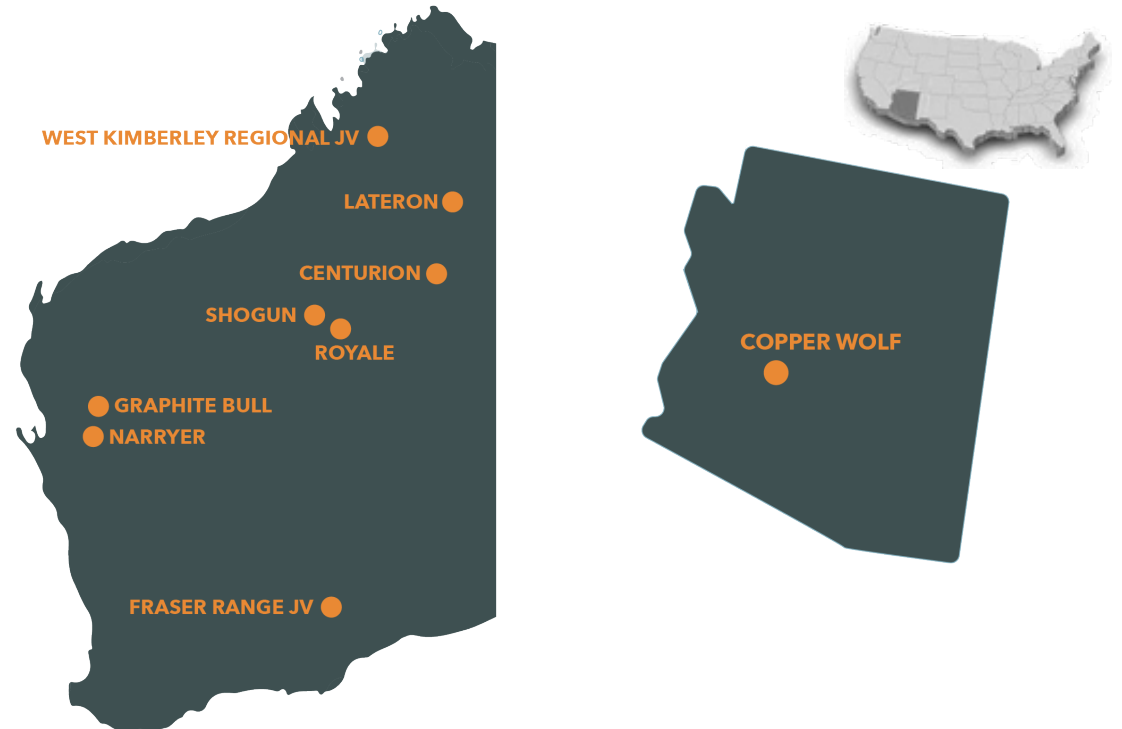 WEST KIMBERLEY REGIONAL JV
LATERON
CENTURION
SHOGUN
ROYALE
GRAPHITE BULL
NARRYER
FRASER RANGE JV
COPPER WOLF